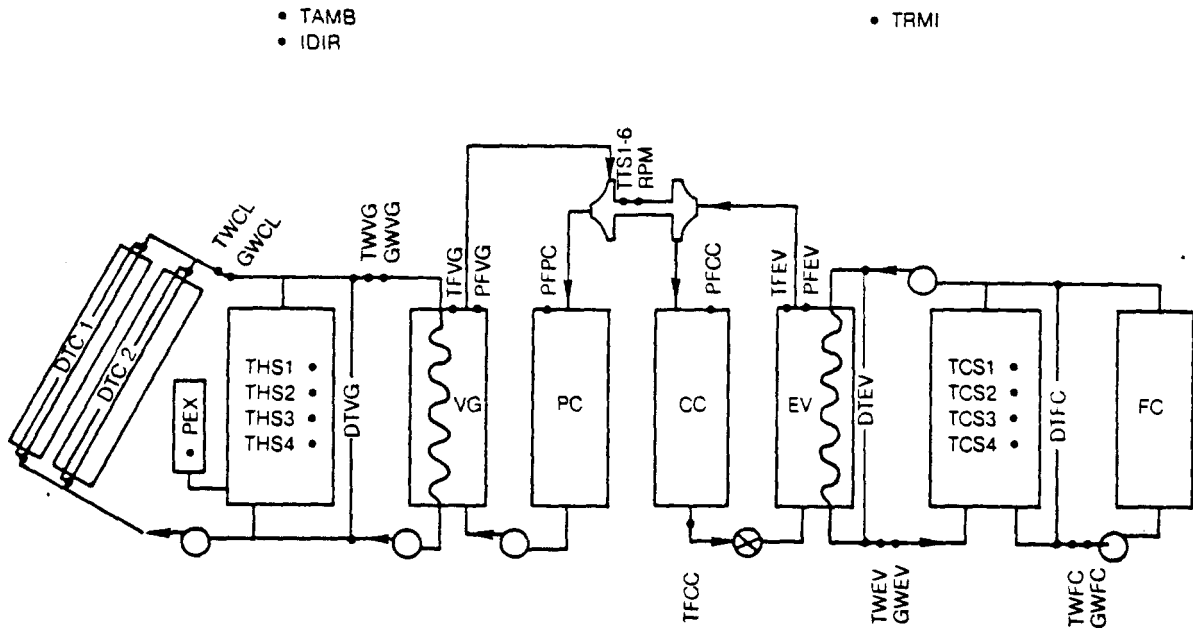 TAMB
IDIR
TRMI
TTS1-6
RPM
TWCL
GWCL
TWVG
GWVG
TFVG
PFVG
PFPC
PFCC
TFEV
PFEV
DTC 1
DTC 2
PEX
THS1
THS2
THS3
THS4
DTVG
VG
PC
CC
EV
DTEV
TCS1
TCS2
TCS3
TCS4
DTFC
FC
TFCC
TWEV
GWEV
TWFC
GWFC